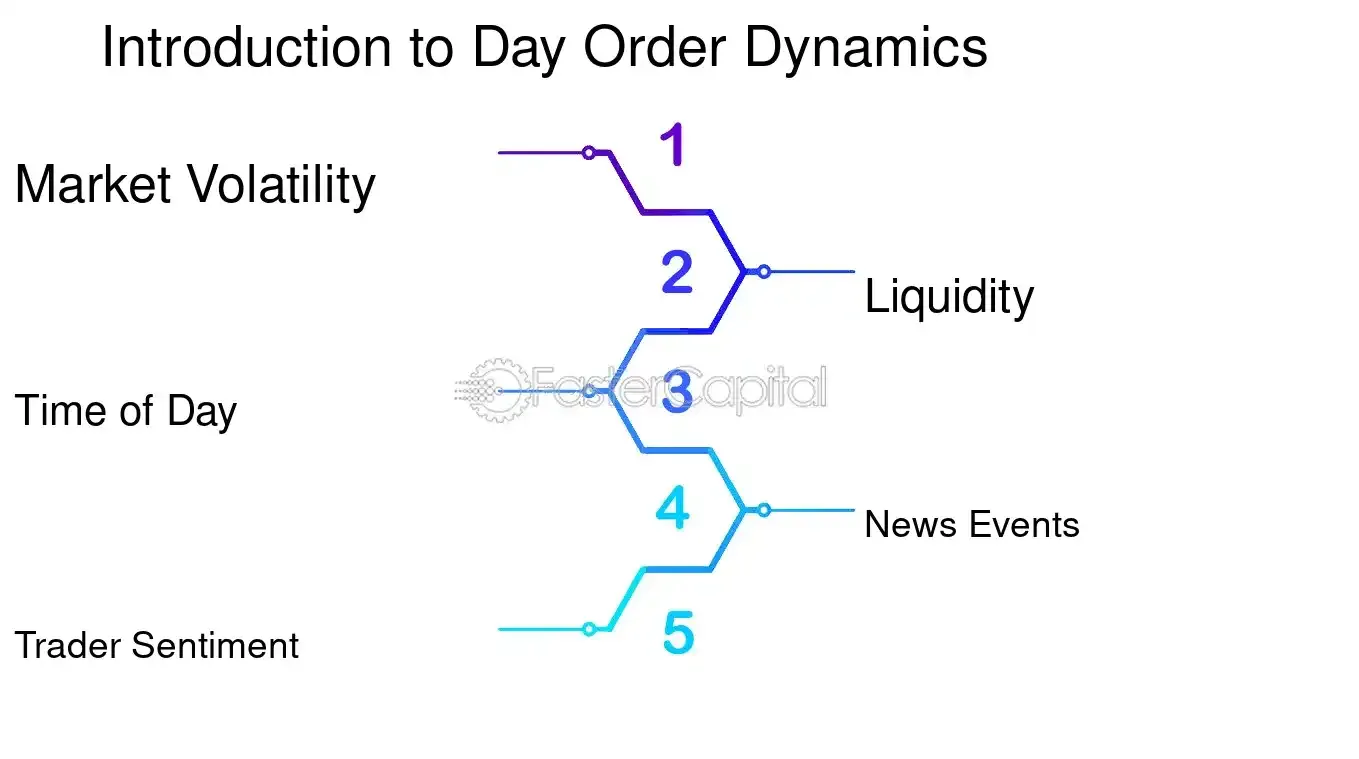 Introduction to Day Order Dynamics
1
Market Volatility
2
Liquidity
FasterCapital
3
Time of Day
4
News Events
5
Trader Sentiment